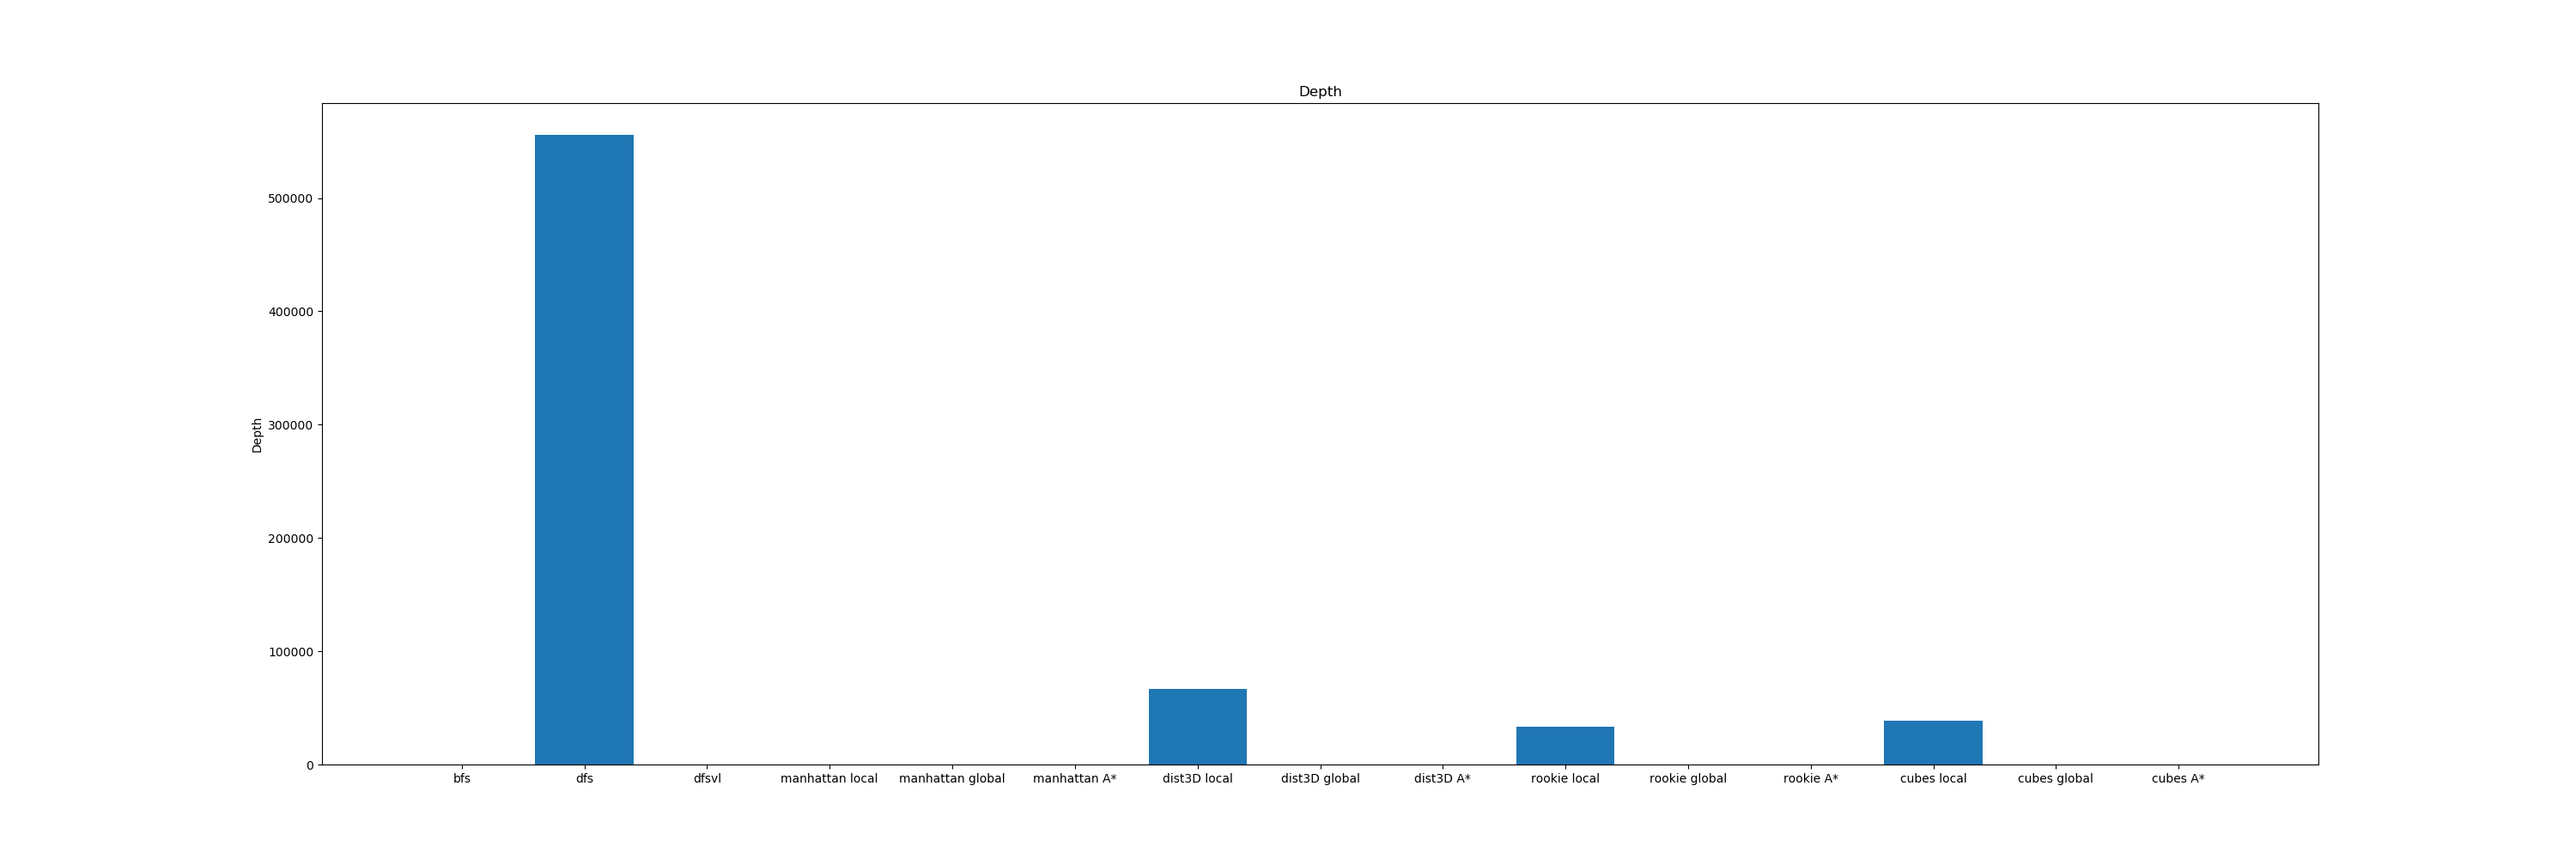 Depth
500000
400000
300000
200000
100000
0
Depth
bfs dfs dfsvl manhattan local manhattan global manhattan A* dist3D local dist3D global dist3D A* rookie local rookie global rookie A* cubes local cubes global cubes A*